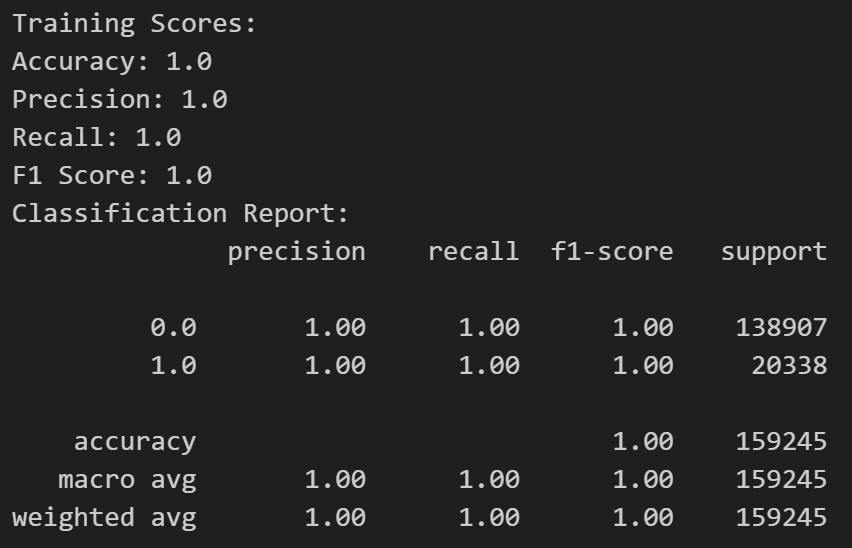 Training Scores:
Accuracy: 1.0
Precision: 1.0
Recall: 1.0
F1 Score: 1.0
Classification Report:
              precision    recall  f1-score   support

         0.0       1.00      1.00      1.00    138907
         1.0       1.00      1.00      1.00     20338

    accuracy                           1.00    159245
   macro avg       1.00      1.00      1.00    159245
weighted avg       1.00      1.00      1.00    159245